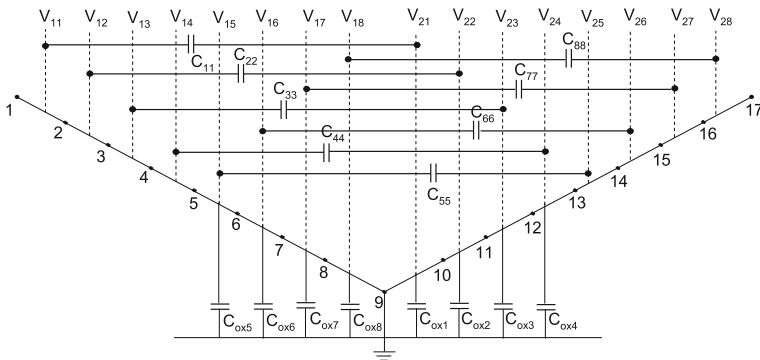 V11 V12 V13 V14 V15 V16 V17 V18 V21 V22 V23 V24 V25 V26 V27 V28
C11 C22 C88
C33 C77
C44 C66
C55
1 2 3 4 5 6 7 8 9 10 11 12 13 14 15 16 17
Cox5 Cox6 Cox7 Cox8 Cox1 Cox2 Cox3 Cox4